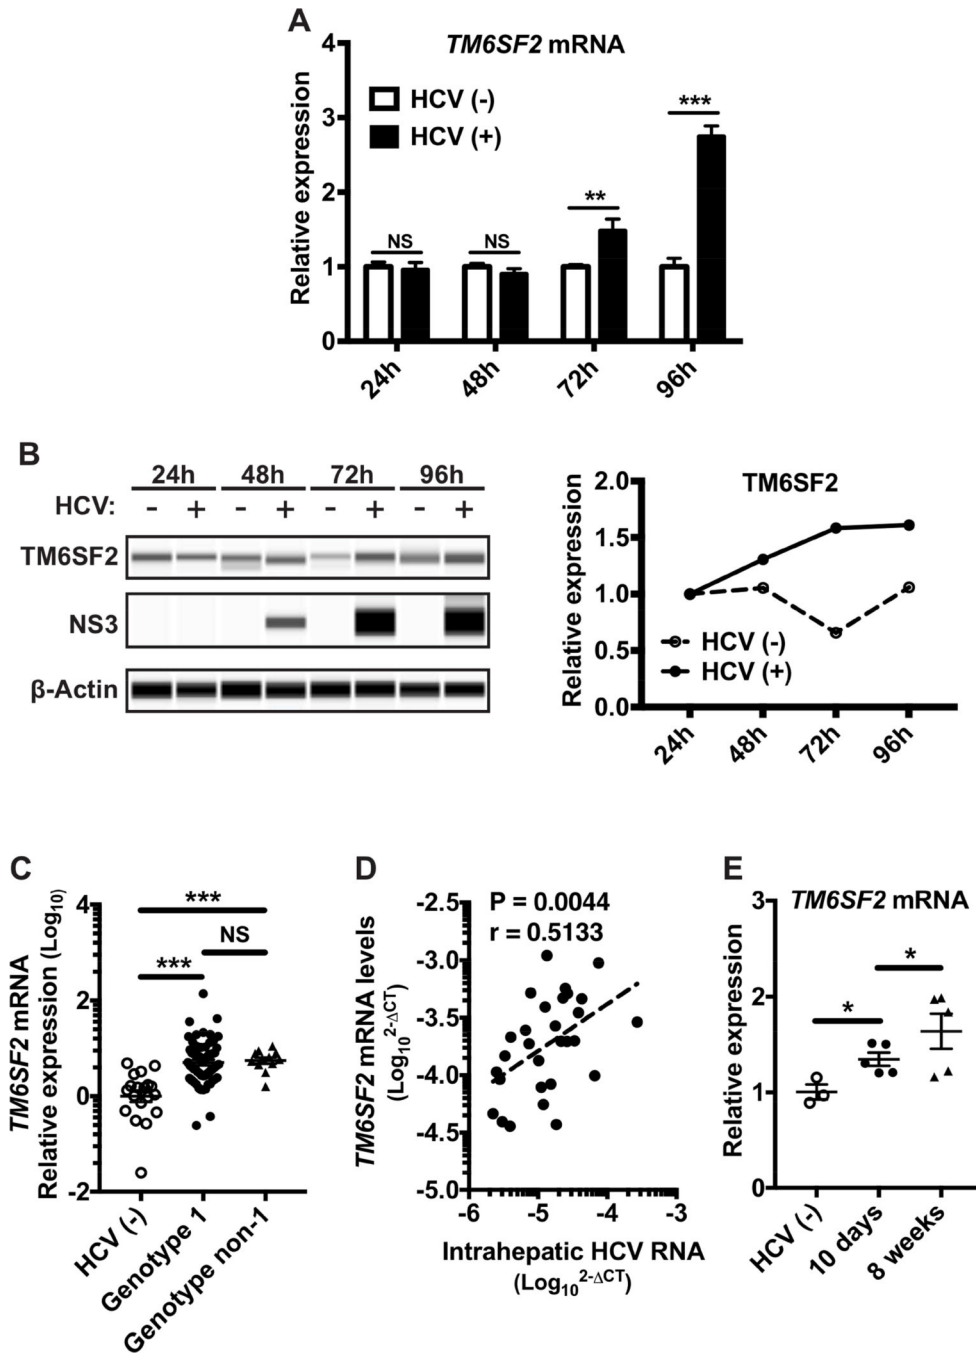 A
TM6SF2 mRNA
Relative expression
4
3
2
1
0
HCV (-)
HCV (+)
NS
NS
**
***
24h
48h
72h
96h
B
24h 48h 72h 96h
HCV: - + - + - + - +
TM6SF2
NS3
β-Actin
TM6SF2
Relative expression
2.0
1.5
1.0
0.5
0.0
HCV (-)
HCV (+)
24h
48h
72h
96h
C
TM6SF2 mRNA
Relative expression (Log10)
4
2
0
-2
***
NS
***
HCV (-)
Genotype 1
Genotype non-1
D
TM6SF2 mRNA levels
(Log10 2-ΔCT)
-2.5
-3.0
-3.5
-4.0
-4.5
-5.0
P = 0.0044
r = 0.5133
-6 -5 -4 -3
Intrahepatic HCV RNA
(Log10 2-ΔCT)
E
TM6SF2 mRNA
Relative expression
3
2
1
0
*
*
HCV (-)
10 days
8 weeks